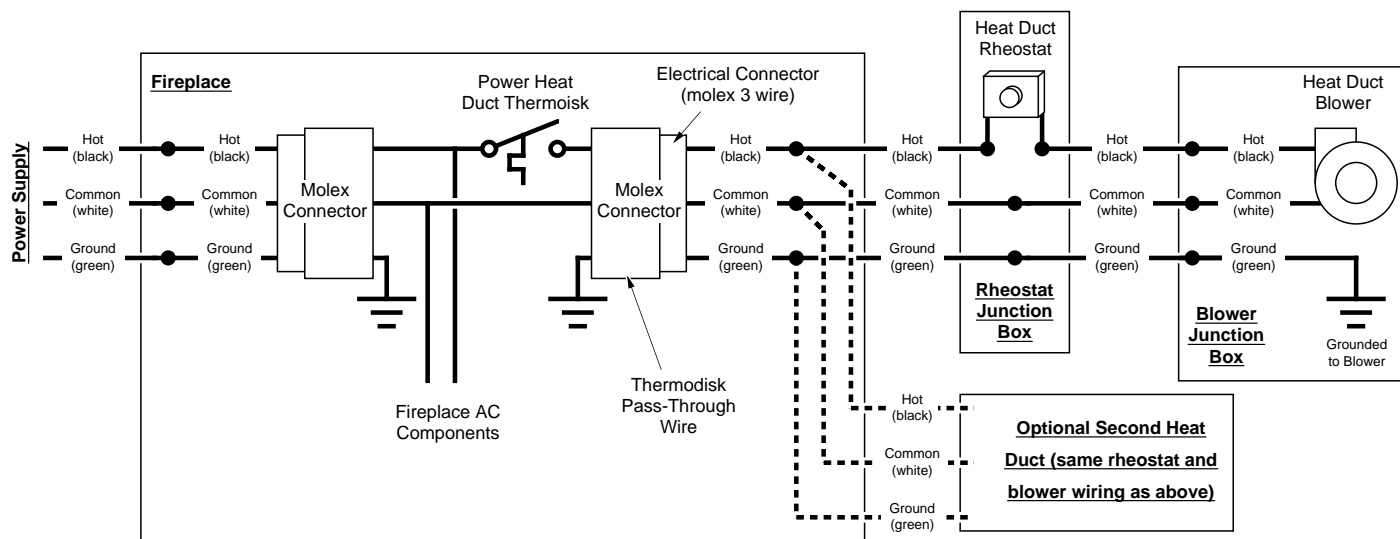 Heat Duct
Rheostat
Fireplace
Power Heat
Duct Thermoisk
Electrical Connector
(molex 3 wire)
Heat Duct
Blower
Power Supply
Hot
(black)
Hot
(black)
Hot
(black)
Hot
(black)
Hot
(black)
Hot
(black)
Common
(white)
Common
(white)
Molex
Connector
Molex
Connector
Common
(white)
Common
(white)
Common
(white)
Common
(white)
Ground
(green)
Ground
(green)
Ground
(green)
Ground
(green)
Ground
(green)
Ground
(green)
Rheostat
Junction
Box
Blower
Junction
Box
Grounded
to Blower
Fireplace AC
Components
Thermodisk
Pass-Through
Wire
Hot
(black)
Common
(white)
Ground
(green)
Optional Second Heat
Duct (same rheostat and
blower wiring as above)